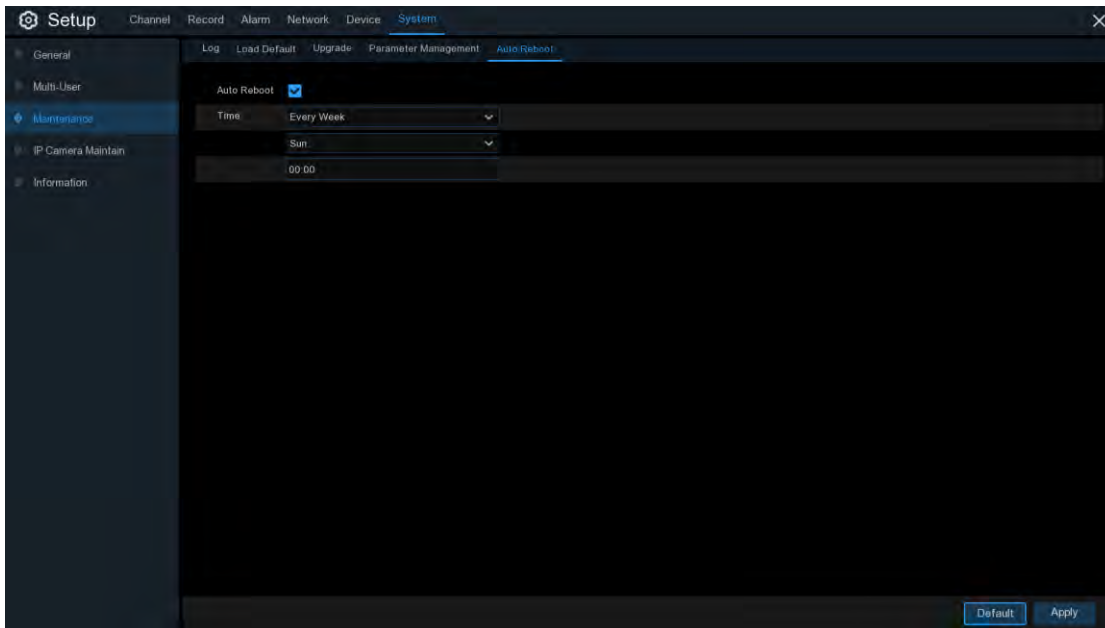 Setup Channel Record Alarm Network Device System
General
Multi-User
Maintenance
IP Camera Maintain
Information
Log Load Default Upgrade Parameter Management Auto Reboot
Auto Reboot
Time Every Week
Sun
00:00
Default Apply